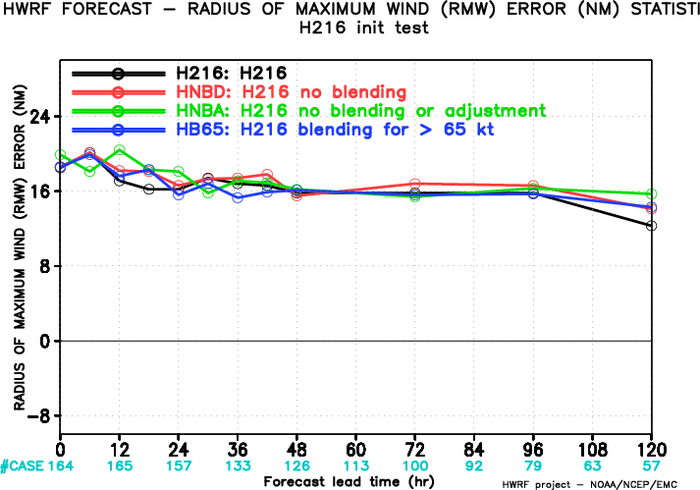 HWRF FORECAST – RADIUS OF MAXIMUM WIND (RMW) ERROR (NM) STATISTI
H216 init test
H216: H216
HNBD: H216 no blending
HNBA: H216 no blending or adjustment
HB65: H216 blending for > 65 kt
RADIUS OF MAXIMUM WIND (RMW) ERROR (NM)
24
16
8
0
–8
0 12 24 36 48 60 72 84 96 108 120
#CASE 164 165 157 133 126 113 100 92 79 63 57
Forecast lead time (hr)
HWRF project – NOAA/NCEP/EMC